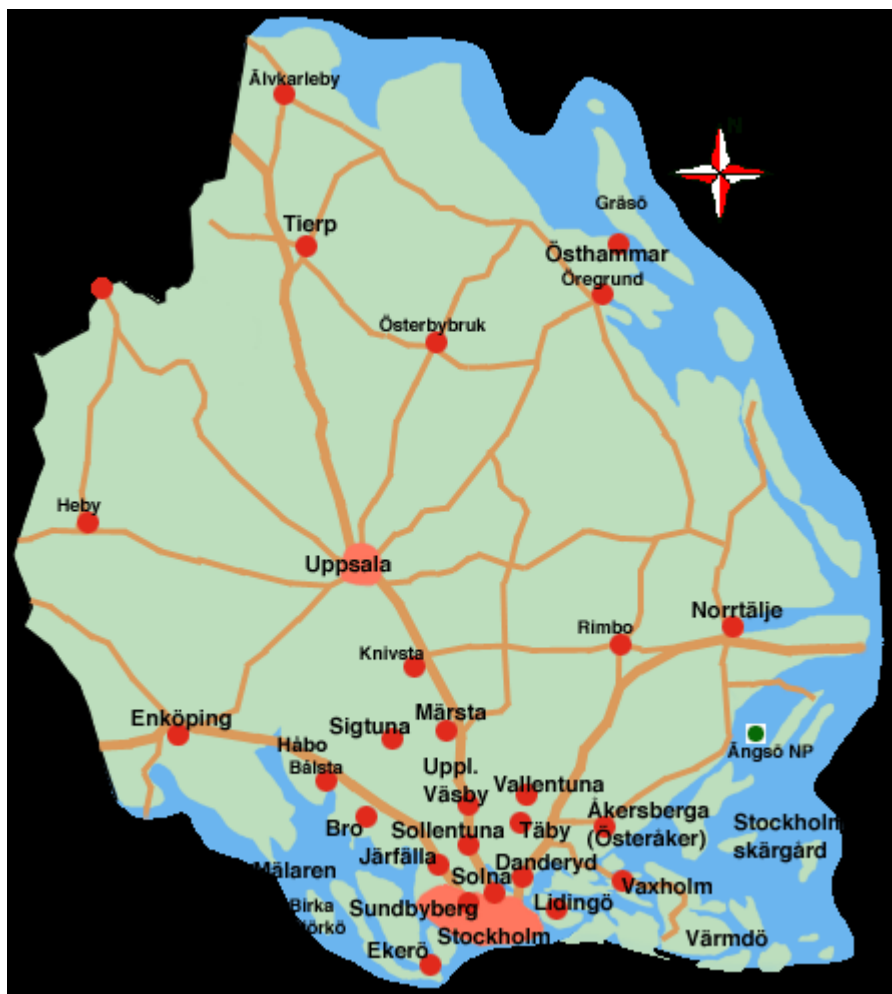 Älvkarleby
N
Gräsö
Tierp
Östhammar
Öregrund
Österbybruk
Heby
Uppsala
Norrtälje
Rimbo
Knivsta
Enköping
Märsta
Sigtuna
Håbo
Bålsta
Ängsö NP
Uppl.
Väsby
Vallentuna
Åkersberga
(Österåker)
Stockholm
skärgård
Bro
Sollentuna
Täby
Järfälla
Danderyd
Mälaren
Solna
Vaxholm
Birka
Sundbyberg
Lidingö
Stockholm
Värmdö
Ekerö